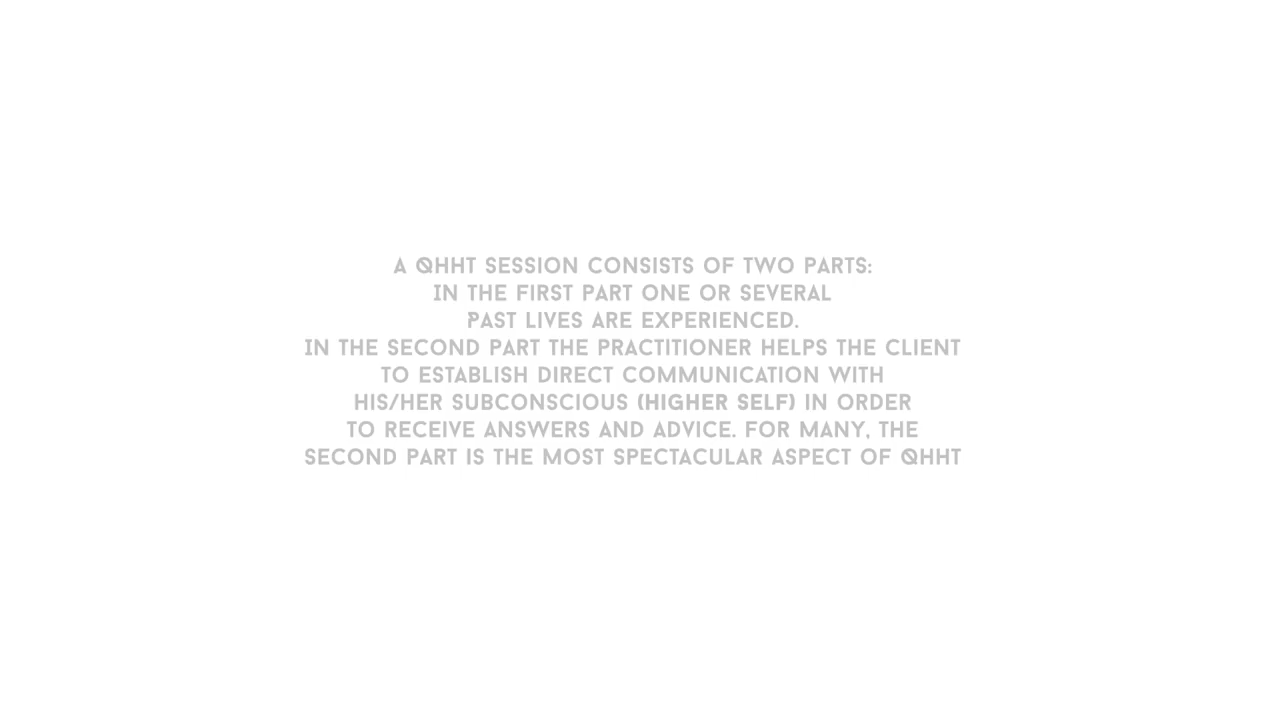 A QHHT SESSION CONSISTS OF TWO PARTS:
IN THE FIRST PART ONE OR SEVERAL
PAST LIVES ARE EXPERIENCED.
IN THE SECOND PART THE PRACTITIONER HELPS THE CLIENT
TO ESTABLISH DIRECT COMMUNICATION WITH
HIS/HER SUBCONSCIOUS (HIGHER SELF) IN ORDER
TO RECEIVE ANSWERS AND ADVICE. FOR MANY, THE
SECOND PART IS THE MOST SPECTACULAR ASPECT OF QHHT